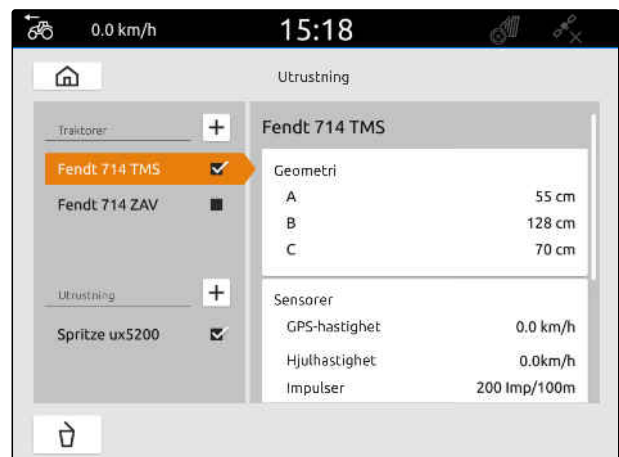 0.0 km/h 15:18
Utrustning
Traktorer
Fendt 714 TMS
Fendt 714 ZAV
Utrustning
Spritze ux5200
Fendt 714 TMS
Geometri
A 55 cm
B 128 cm
C 70 cm
Sensorer
GPS-hastighet 0.0 km/h
Hjulhastighet 0.0km/h
Impulser 200 Imp/100m